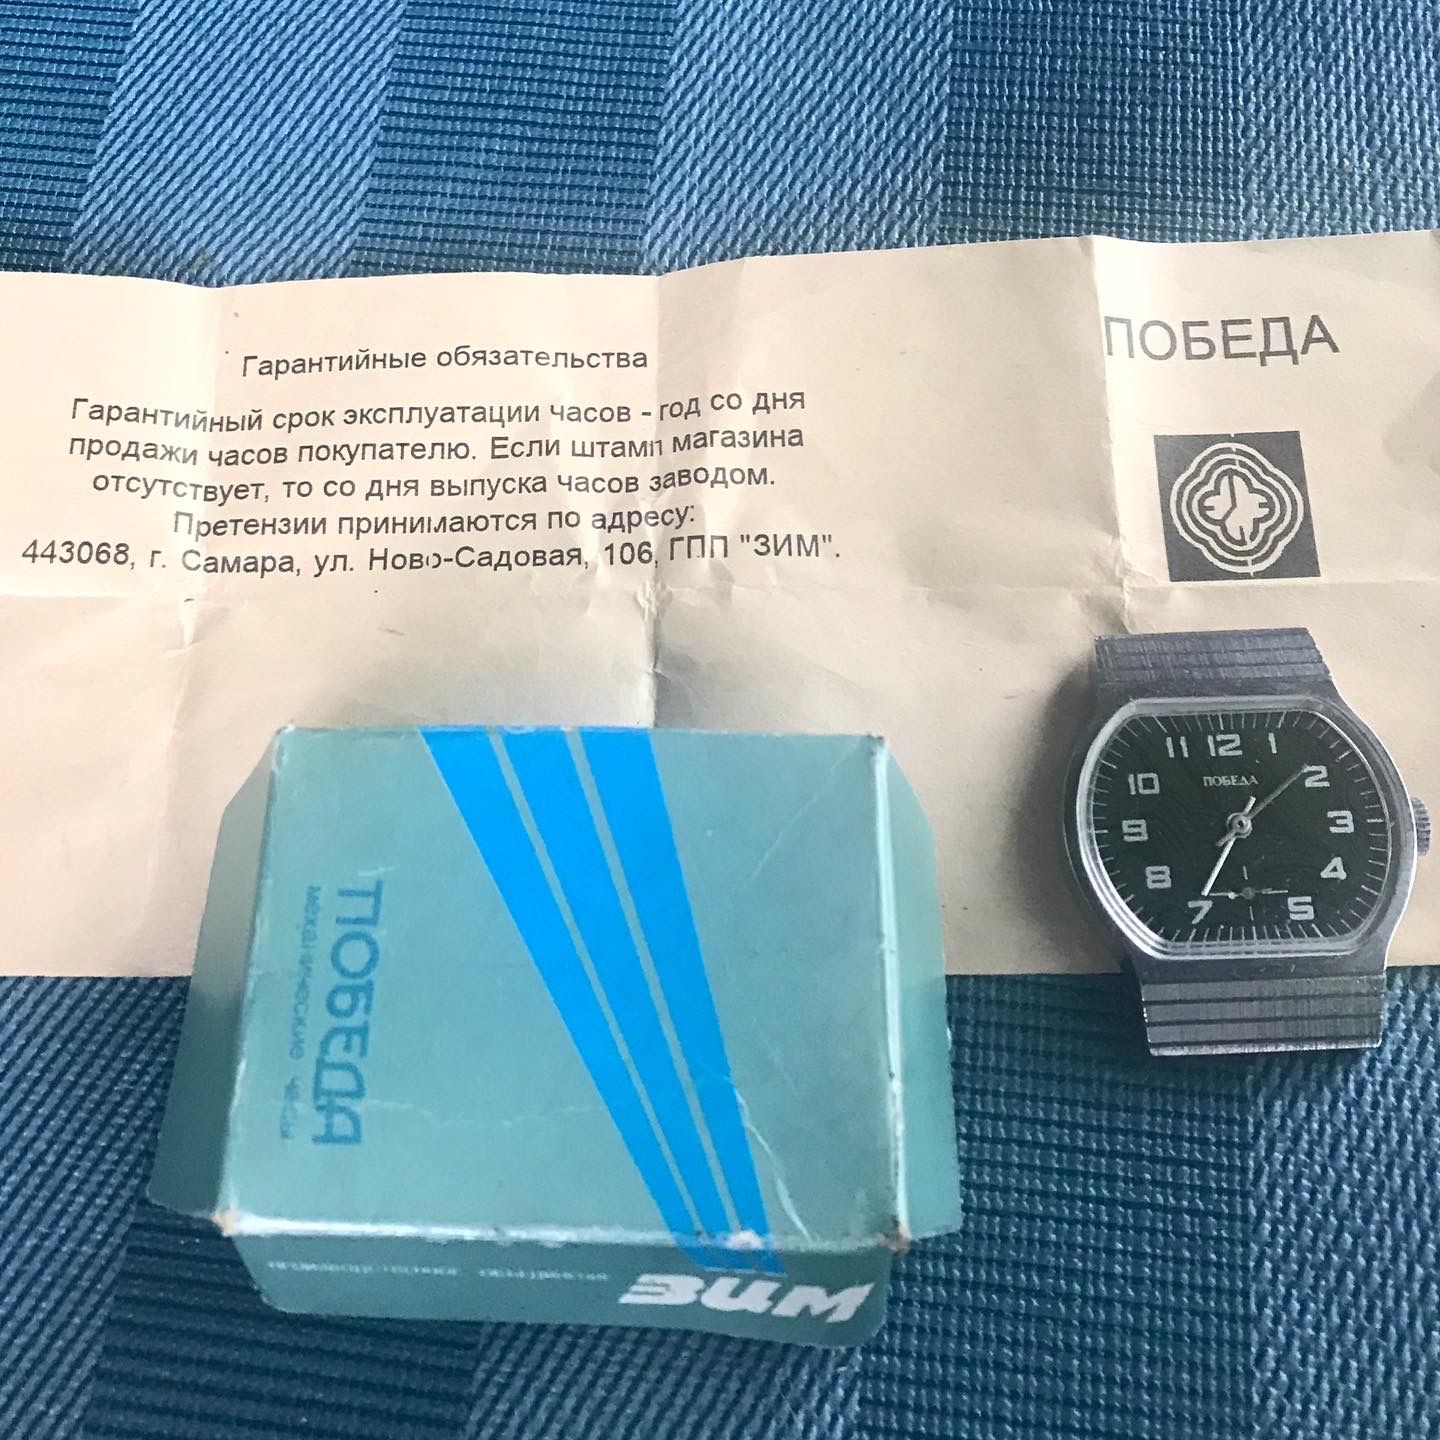 Гарантийные обязательства
Гарантийный срок эксплуатации часов - год со дня
продажи часов покупателю. Если штамп магазина
отсутствует, то со дня выпуска часов заводом.
Претензии принимаются по адресу:
443068, г. Самара, ул. Ново-Садовая, 106, ГПП "ЗИМ".
ПОБЕДА
11 12 1
10 2
ПОБЕДА
9 3
8 4
7 5
ПОБЕДА
механические часы
производственное объединение
ЗИМ